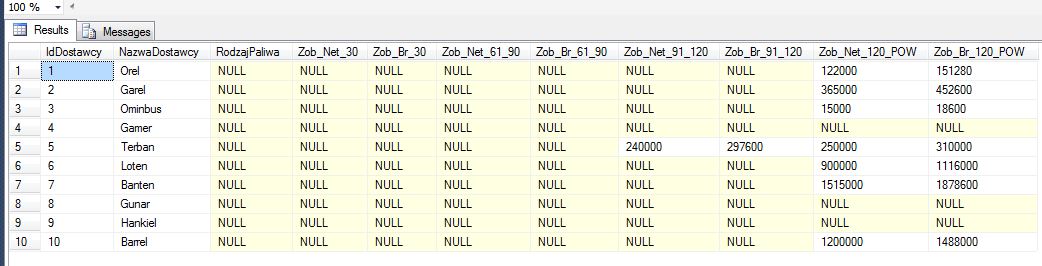 100 %
Results Messages
IdDostawcy NazwaDostawcy RodzajPaliwa Zob_Net_30 Zob_Br_30 Zob_Net_61_90 Zob_Br_61_90 Zob_Net_91_120 Zob_Br_91_120 Zob_Net_120_POW Zob_Br_120_POW
1 1 Orel NULL NULL NULL NULL NULL NULL NULL 122000 151280
2 2 Garel NULL NULL NULL NULL NULL NULL NULL 365000 452600
3 3 Ominbus NULL NULL NULL NULL NULL NULL NULL 15000 18600
4 4 Gamer NULL NULL NULL NULL NULL NULL NULL NULL NULL
5 5 Terban NULL NULL NULL NULL NULL 240000 297600 250000 310000
6 6 Loten NULL NULL NULL NULL NULL NULL NULL 900000 1116000
7 7 Banten NULL NULL NULL NULL NULL NULL NULL 1515000 1878600
8 8 Gunar NULL NULL NULL NULL NULL NULL NULL NULL NULL
9 9 Hankiel NULL NULL NULL NULL NULL NULL NULL NULL NULL
10 10 Barrel NULL NULL NULL NULL NULL NULL NULL 1200000 1488000